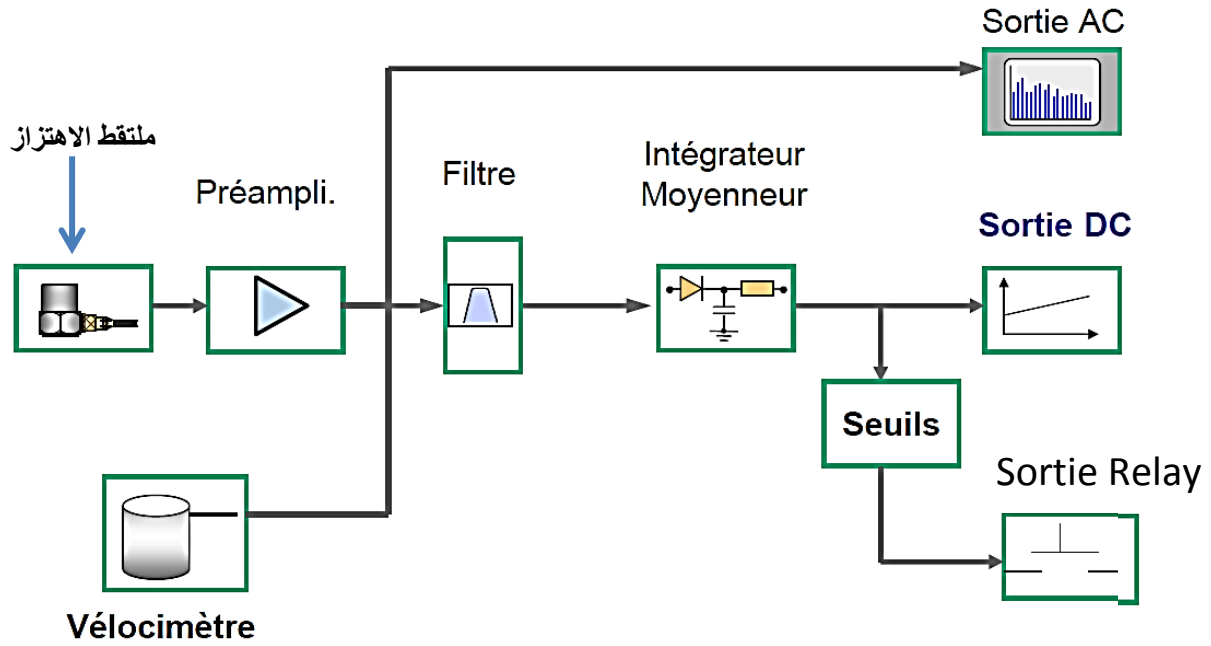 Sortie AC
ملتقط الاهتزاز
Préampli.
Filtre
Intégrateur
Moyenneur
Sortie DC
Seuils
Sortie Relay
Vélocimètre